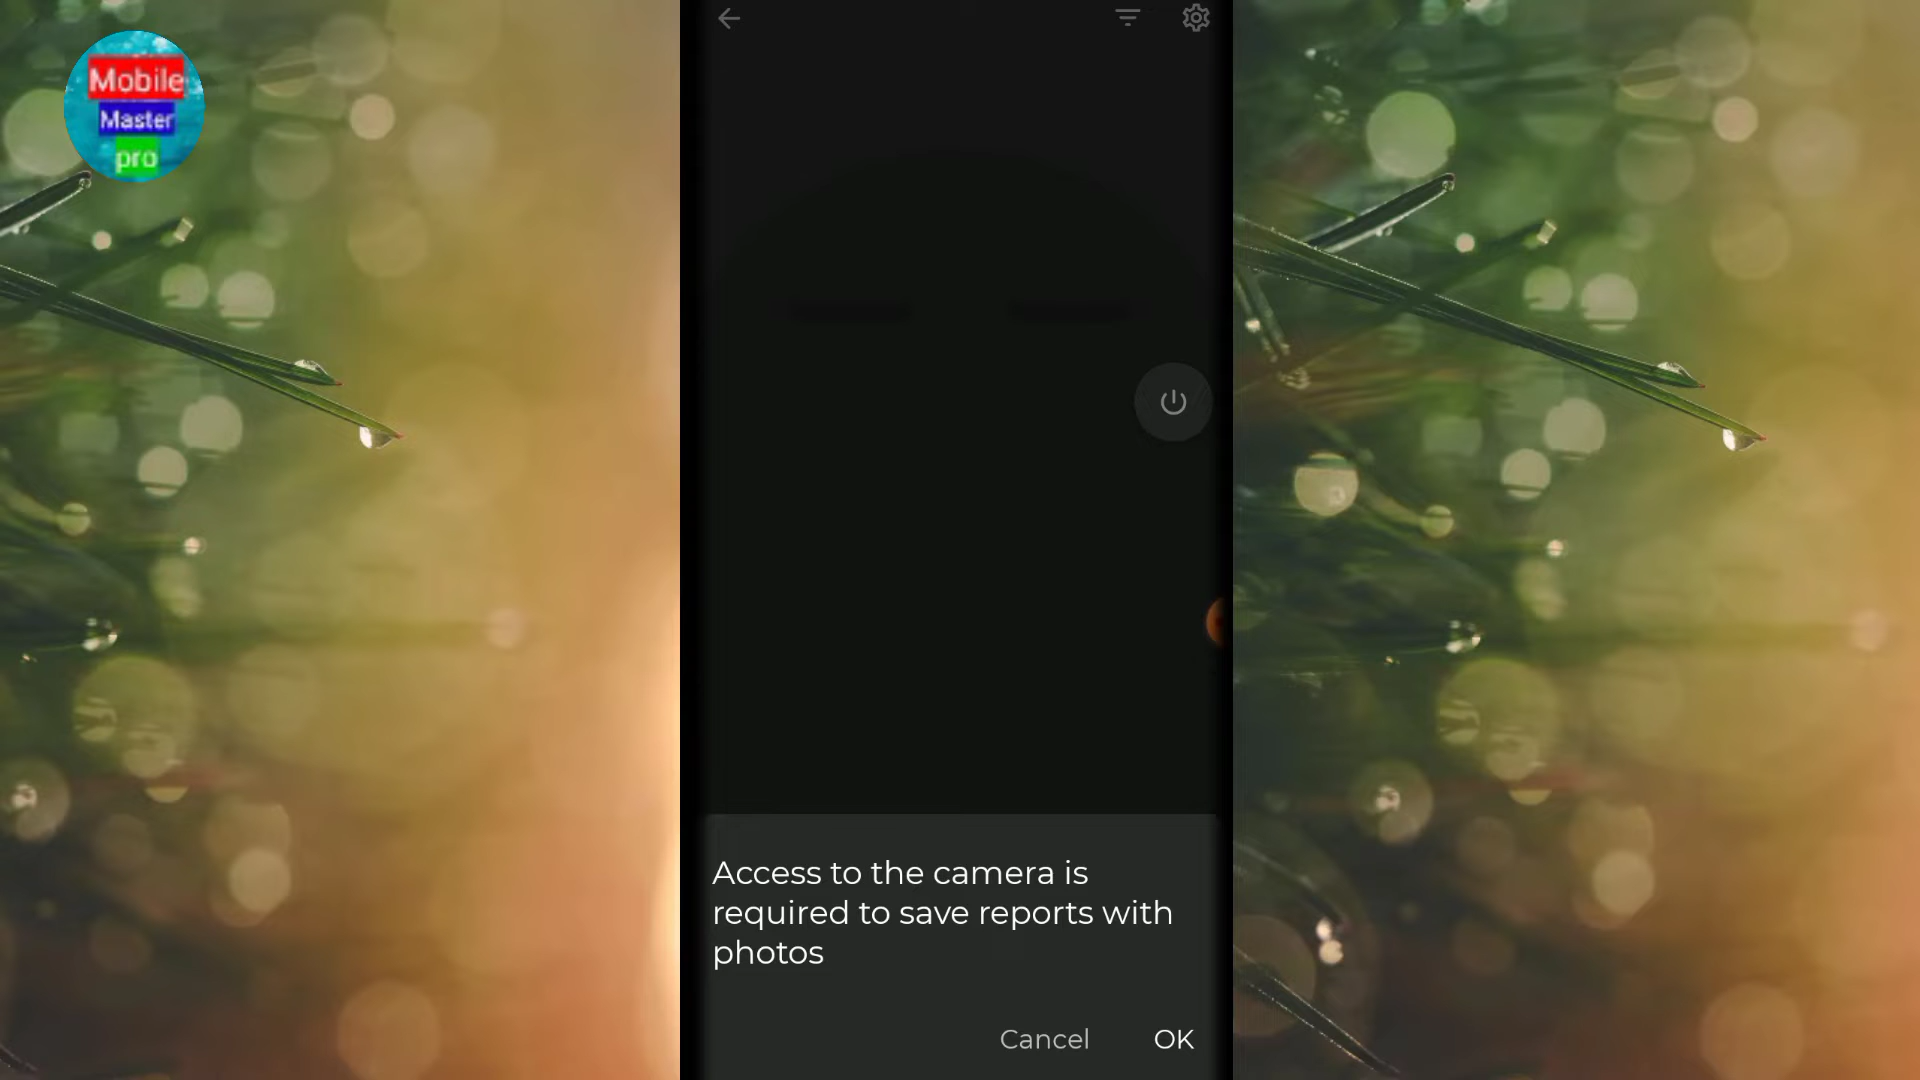 Mobile
Master
pro
Access to the camera is
required to save reports with
photos
Cancel
OK